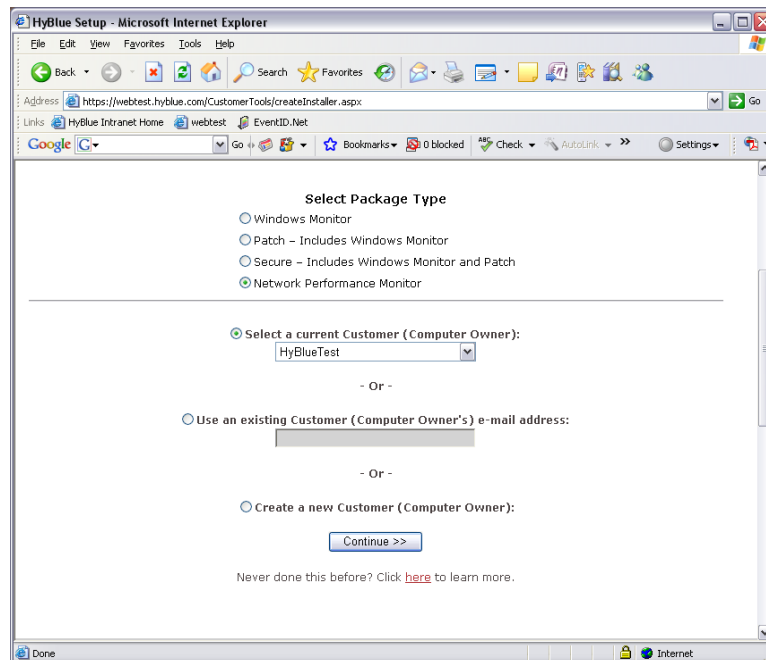 HyBlue Setup - Microsoft Internet Explorer
File Edit View Favorites Tools Help
Back Search Favorites
Address https://webtest.hyblue.com/CustomerTools/createInstaller.aspx Go
Links HyBlue Intranet Home webtest EventID.Net
Google G Go Bookmarks 0 blocked ABC Check AutoLink >> Settings
Select Package Type
Windows Monitor
Patch – Includes Windows Monitor
Secure – Includes Windows Monitor and Patch
Network Performance Monitor
Select a current Customer (Computer Owner):
HyBlueTest
- Or -
Use an existing Customer (Computer Owner's) e-mail address:
- Or -
Create a new Customer (Computer Owner):
Continue >>
Never done this before? Click here to learn more.
Done Internet